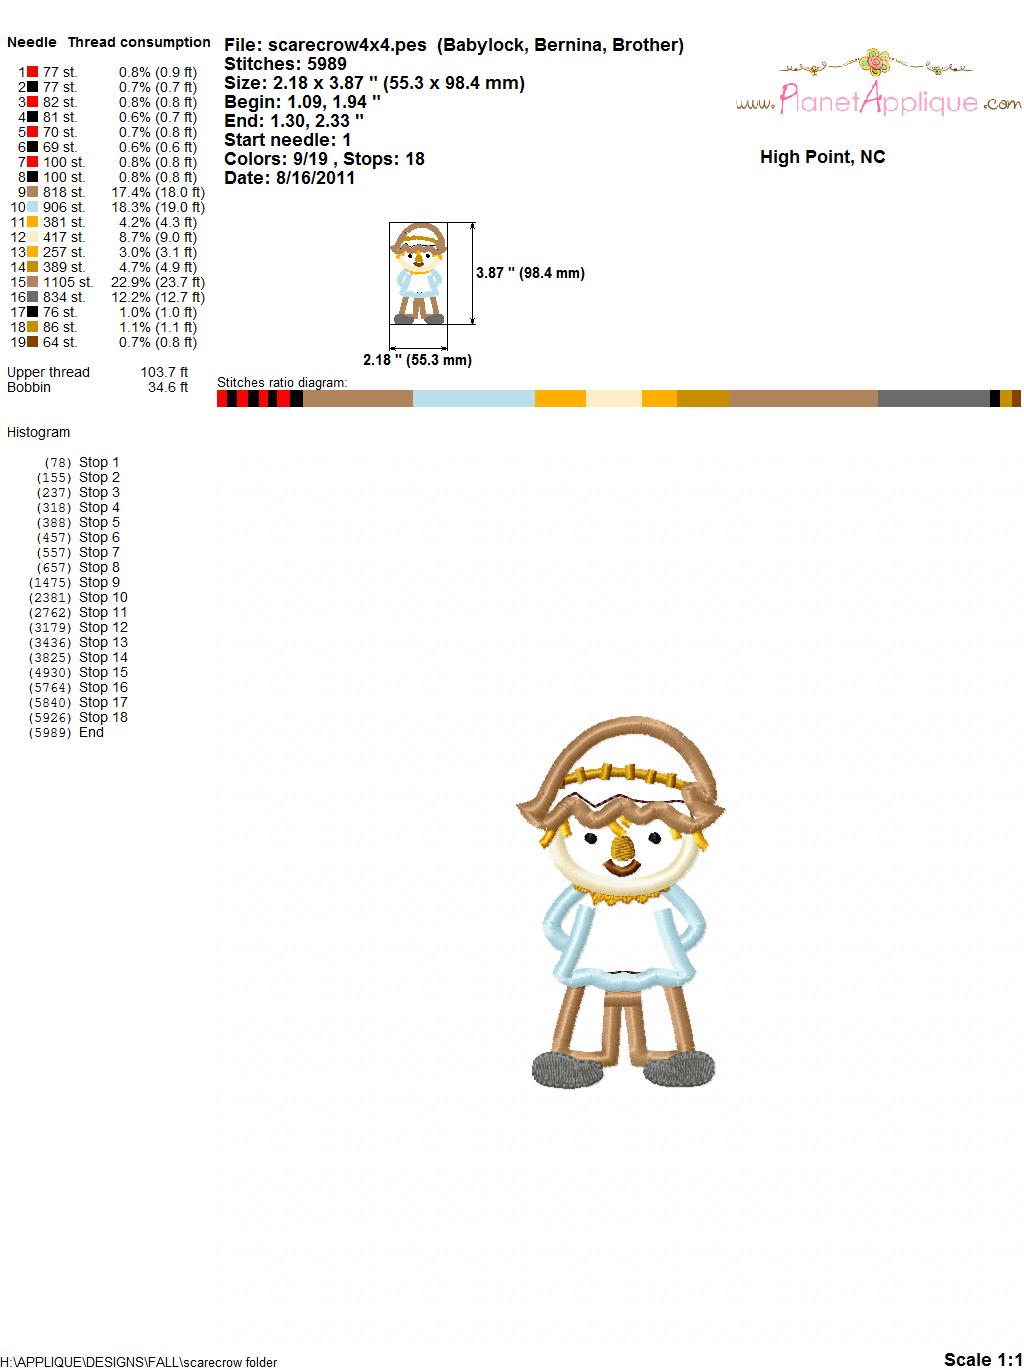 Needle Thread consumption
1 77 st. 0.8% (0.9 ft)
2 77 st. 0.7% (0.7 ft)
3 82 st. 0.8% (0.8 ft)
4 81 st. 0.6% (0.7 ft)
5 70 st. 0.7% (0.8 ft)
6 69 st. 0.6% (0.6 ft)
7 100 st. 0.8% (0.8 ft)
8 100 st. 0.8% (0.8 ft)
9 818 st. 17.4% (18.0 ft)
10 906 st. 18.3% (19.0 ft)
11 381 st. 4.2% (4.3 ft)
12 417 st. 8.7% (9.0 ft)
13 257 st. 3.0% (3.1 ft)
14 389 st. 4.7% (4.9 ft)
15 1105 st. 22.9% (23.7 ft)
16 834 st. 12.2% (12.7 ft)
17 76 st. 1.0% (1.0 ft)
18 86 st. 1.1% (1.1 ft)
19 64 st. 0.7% (0.8 ft)
Upper thread 103.7 ft
Bobbin 34.6 ft
File: scarecrow4x4.pes (Babylock, Bernina, Brother)
Stitches: 5989
Size: 2.18 x 3.87 " (55.3 x 98.4 mm)
Begin: 1.09, 1.94 "
End: 1.30, 2.33 "
Start needle: 1
Colors: 9/19 , Stops: 18
Date: 8/16/2011
www.PlanetApplique.com
High Point, NC
3.87 " (98.4 mm)
2.18 " (55.3 mm)
Stitches ratio diagram:
Histogram
(78) Stop 1
(155) Stop 2
(237) Stop 3
(318) Stop 4
(388) Stop 5
(457) Stop 6
(557) Stop 7
(657) Stop 8
(1475) Stop 9
(2381) Stop 10
(2762) Stop 11
(3179) Stop 12
(3436) Stop 13
(3825) Stop 14
(4930) Stop 15
(5764) Stop 16
(5840) Stop 17
(5926) Stop 18
(5989) End
H:\APPLIQUE\DESIGNS\FALL\scarecrow folder
Scale 1:1